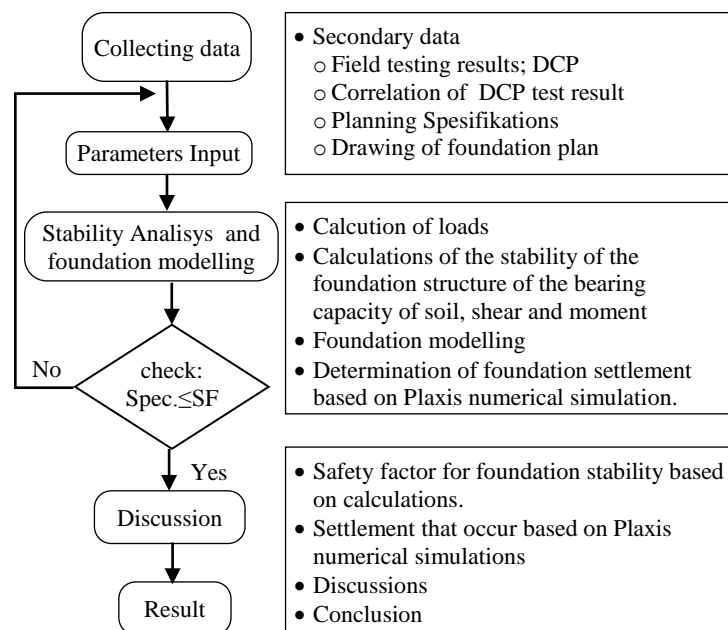 Collecting data
Parameters Input
Stability Analisys and
foundation modelling
No
check:
Spec.≤SF
Yes
Discussion
Result
• Secondary data
o Field testing results; DCP
o Correlation of DCP test result
o Planning Spesifikations
o Drawing of foundation plan
• Calcution of loads
• Calculations of the stability of the
foundation structure of the bearing
capacity of soil, shear and moment
• Foundation modelling
• Determination of foundation settlement
based on Plaxis numerical simulation.
• Safety factor for foundation stability based
on calculations.
• Settlement that occur based on Plaxis
numerical simulations
• Discussions
• Conclusion